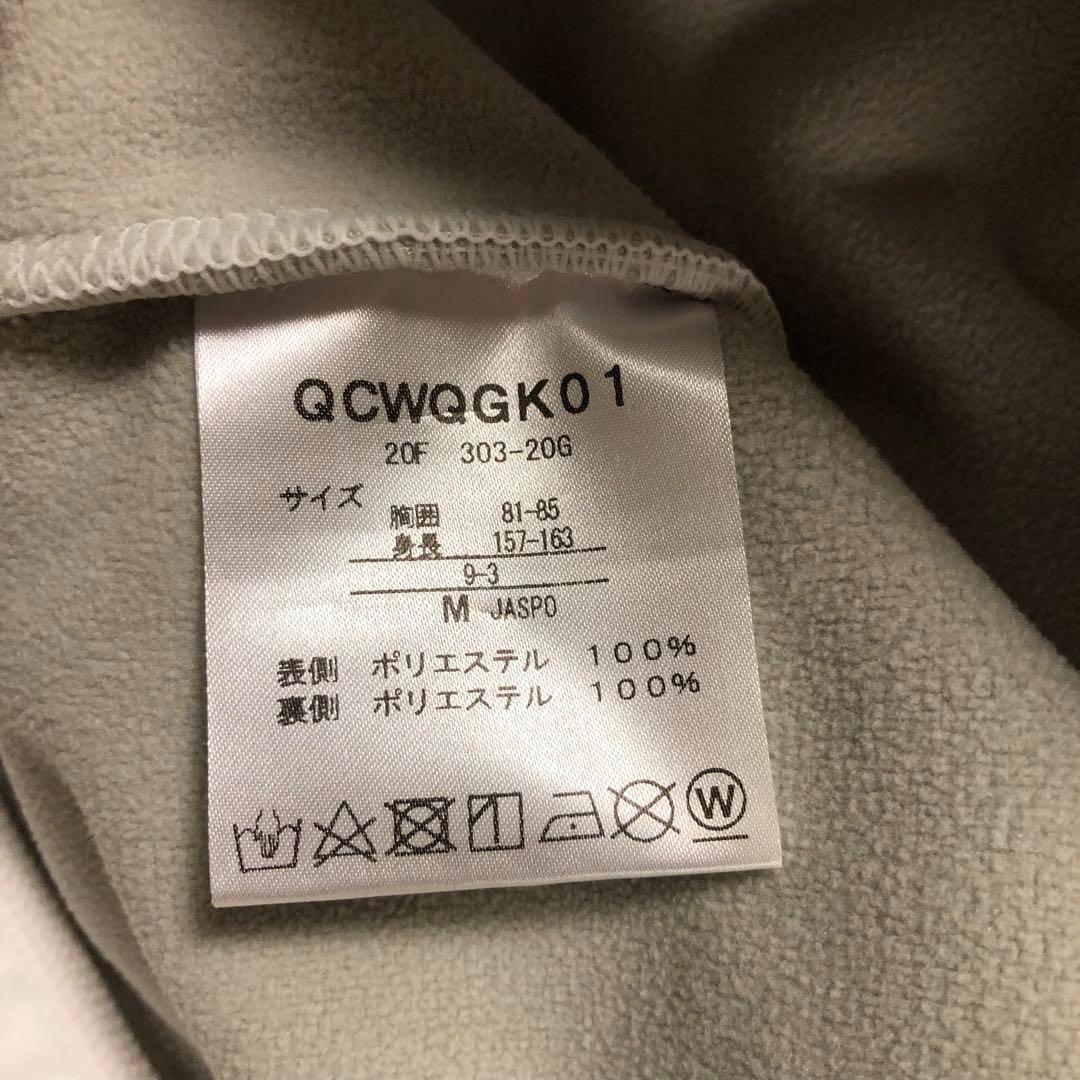 QCWQGK01
20F 303-20G
サイズ 胸囲 81-85
身長 157-163
9-3
M JASPO
表側 ポリエステル 100%
裏側 ポリエステル 100%
W